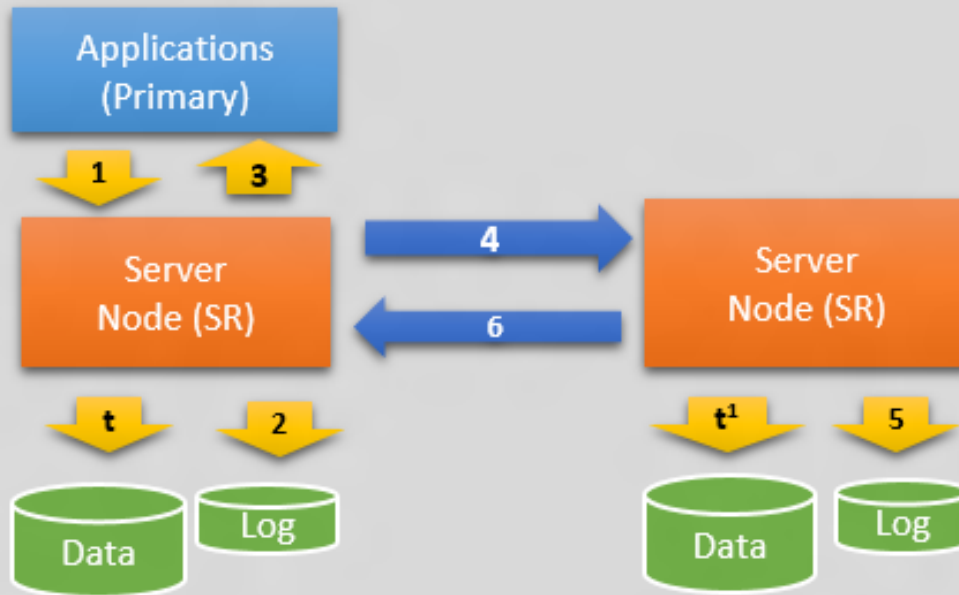 Applications
(Primary)
1
3
Server
Node (SR)
4
6
Server
Node (SR)
t
2
t¹
5
Data
Log
Data
Log